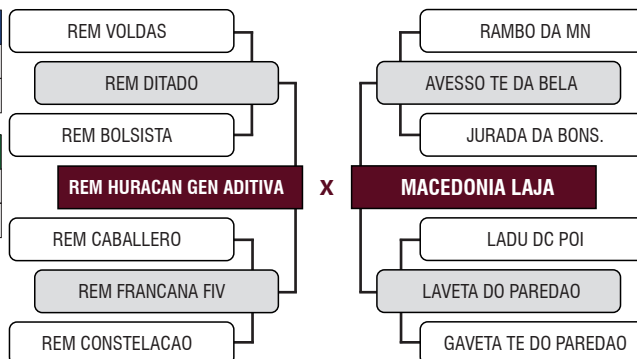 REM VOLDAS
REM DITADO
REM BOLSISTA
REM HURACAN GEN ADITIVA
REM CABALLERO
REM FRANCANA FIV
REM CONSTELACAO
X
RAMBO DA MN
AVESSO TE DA BELA
JURADA DA BONS.
MACEDONIA LAJA
LADU DC POI
LAVETA DO PAREDAO
GAVETA TE DO PAREDAO